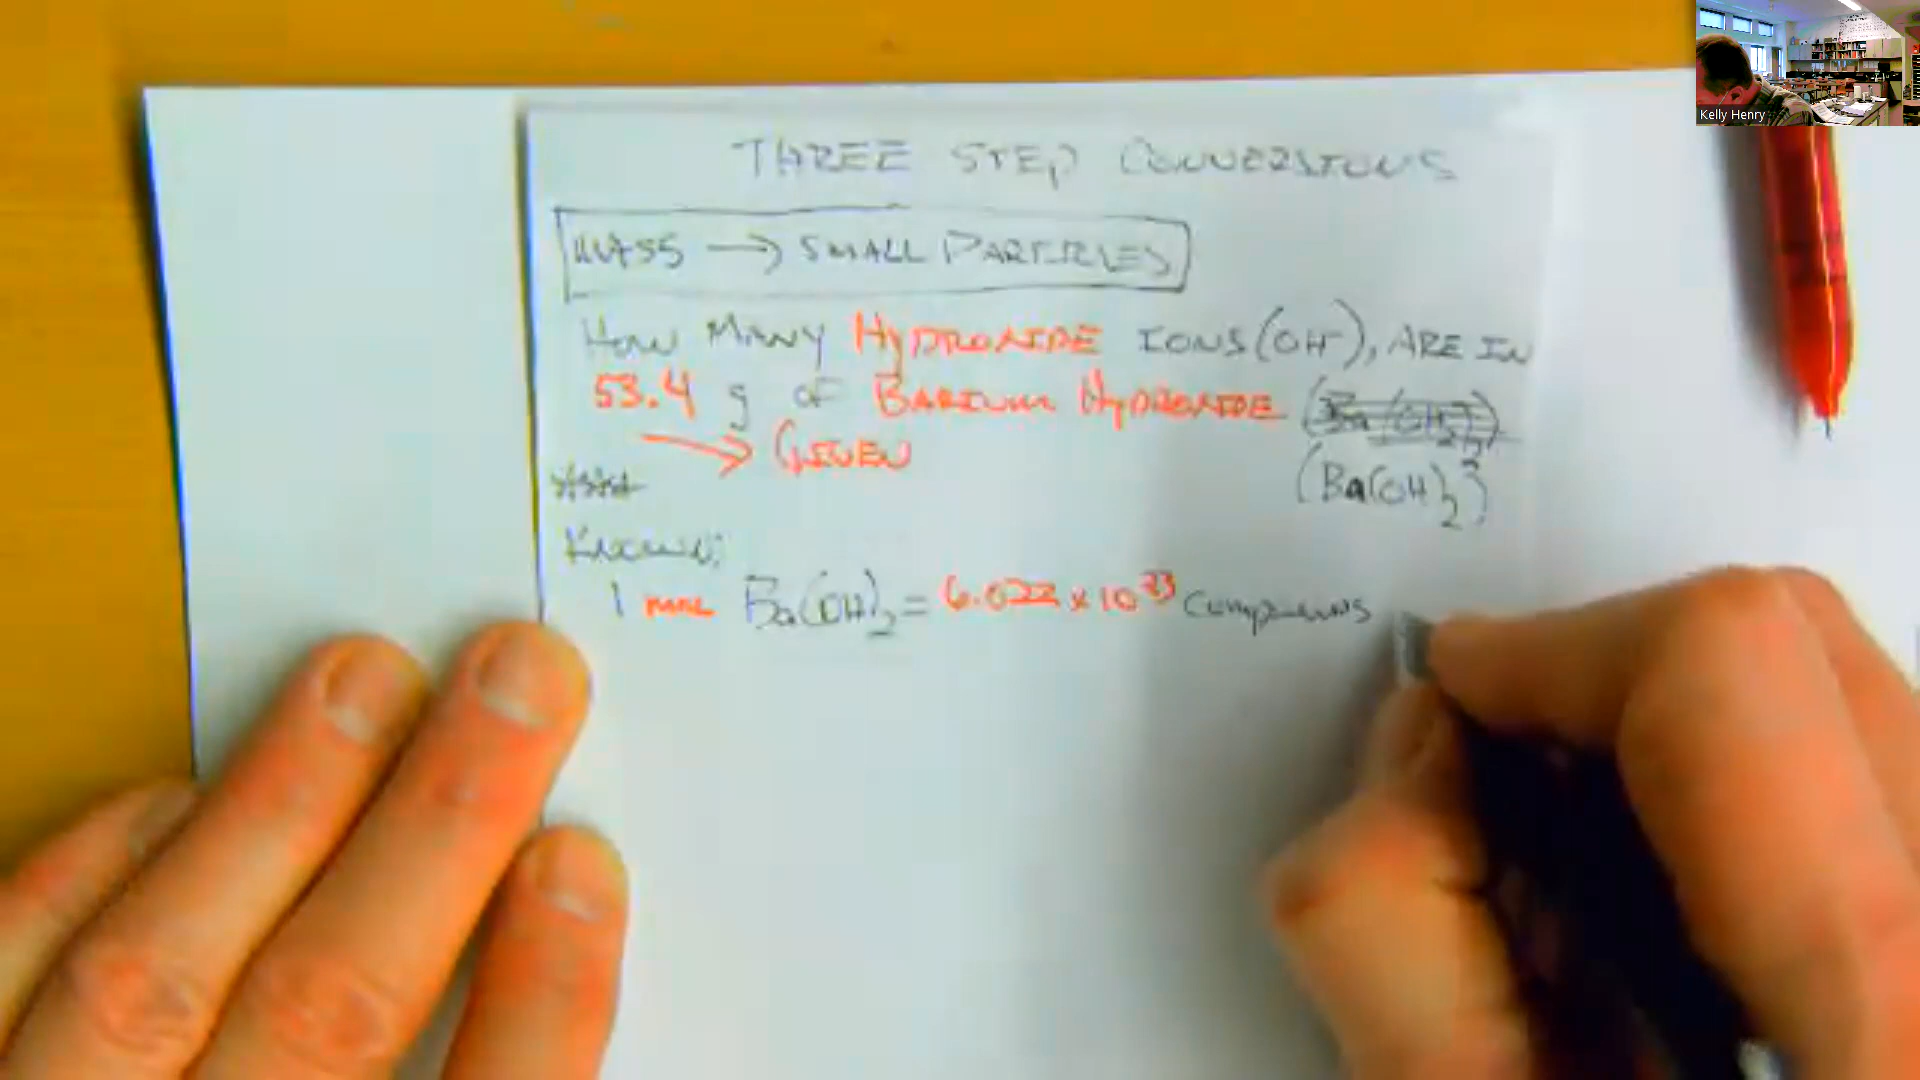 Kelly Henry
THREE STEP CONVERSIONS
MASS → SMALL PARTICLES
HOW MANY HYDROXIDE IONS (OH⁻), ARE IN
53.4 g OF BARIUM HYDROXIDE
(Ba(OH)₂)
→ GIVEN
KNOWN:
1 MOL Ba(OH)₂ = 6.022 x 10²³ COMPOUNDS